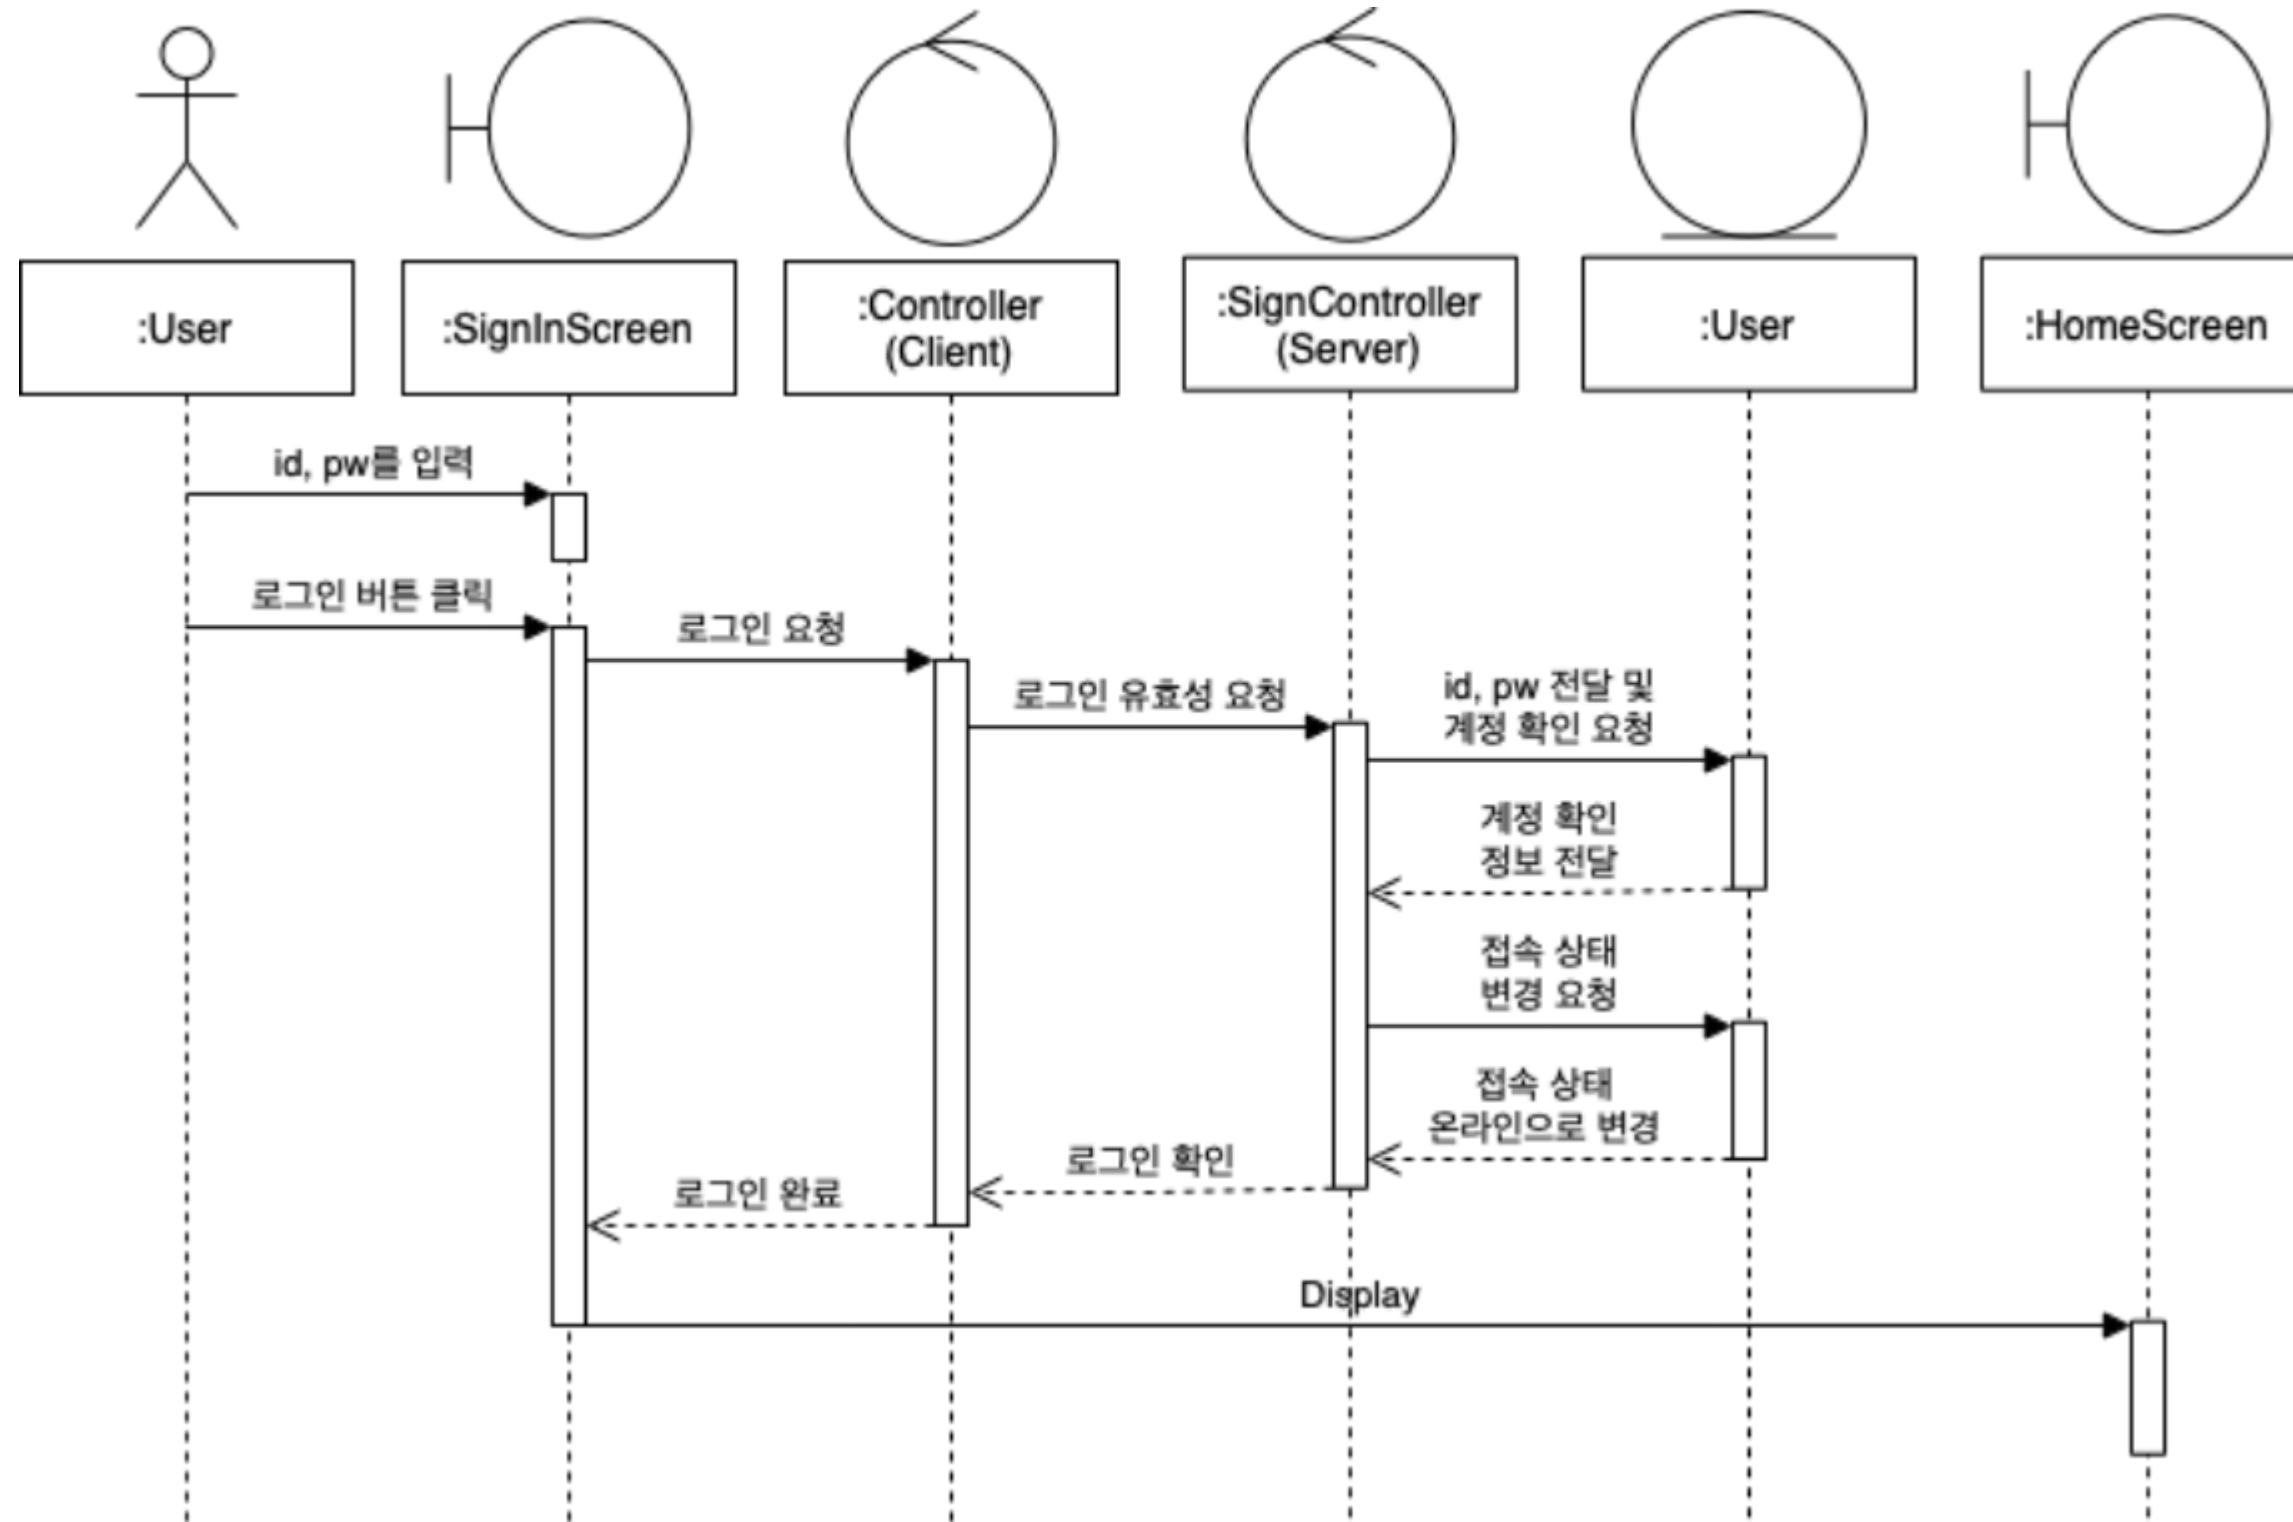 :User
:SignInScreen
:Controller
(Client)
:SignController
(Server)
:User
:HomeScreen
id, pw를 입력
로그인 버튼 클릭
로그인 요청
로그인 유효성 요청
id, pw 전달 및
계정 확인 요청
계정 확인
정보 전달
접속 상태
변경 요청
접속 상태
온라인으로 변경
로그인 확인
로그인 완료
Display